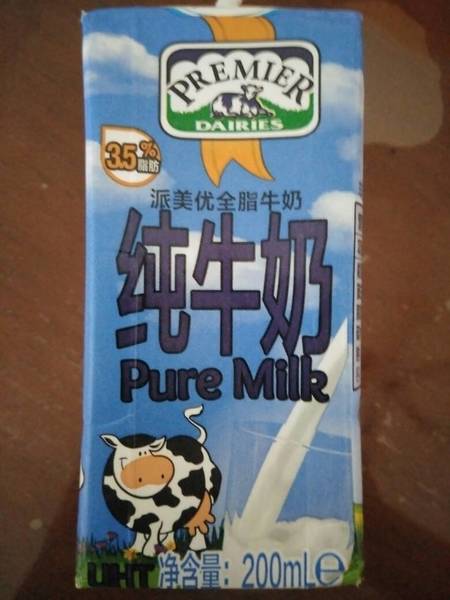 PREMIER
DAIRIES
3.5%
脂肪
派美优全脂牛奶
纯牛奶
Pure Milk
UHT 净含量: 200mLe